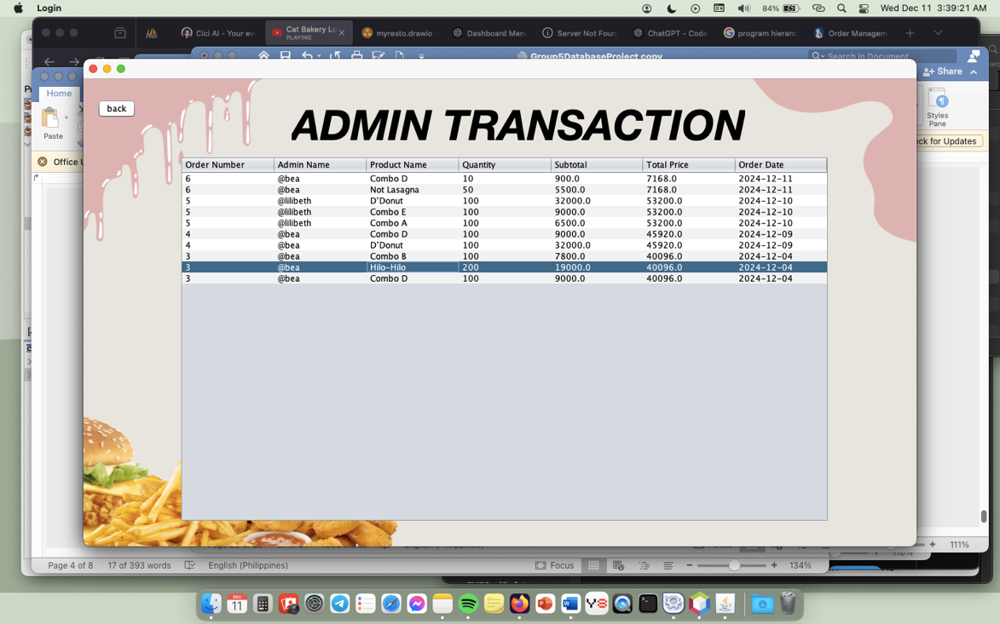 Login
84%
Wed Dec 11 3:39:21 AM
Cici AI - Your eve
Cat Bakery Lo
PLAYING
myresto.drawio
Dashboard Menu
Server Not Foun
ChatGPT - Code
program hierarc
Order Managem
Group5DatabaseProject copy
Search in Document
Home
Share
Paste
Styles
Pane
Office U
ck for Updates
back
ADMIN TRANSACTION
Order Number Admin Name Product Name Quantity Subtotal Total Price Order Date
6 @bea Combo D 10 900.0 7168.0 2024-12-11
6 @bea Not Lasagna 50 5500.0 7168.0 2024-12-11
5 @lilibeth D'Donut 100 32000.0 53200.0 2024-12-10
5 @lilibeth Combo E 100 9000.0 53200.0 2024-12-10
5 @lilibeth Combo A 100 6500.0 53200.0 2024-12-10
4 @bea Combo D 100 9000.0 45920.0 2024-12-09
4 @bea D'Donut 100 32000.0 45920.0 2024-12-09
3 @bea Combo B 100 7800.0 40096.0 2024-12-04
3 @bea Hilo-Hilo 200 19000.0 40096.0 2024-12-04
3 @bea Combo D 100 9000.0 40096.0 2024-12-04
111%
Page 4 of 8 17 of 393 words English (Philippines) Focus 134%
DEC
11